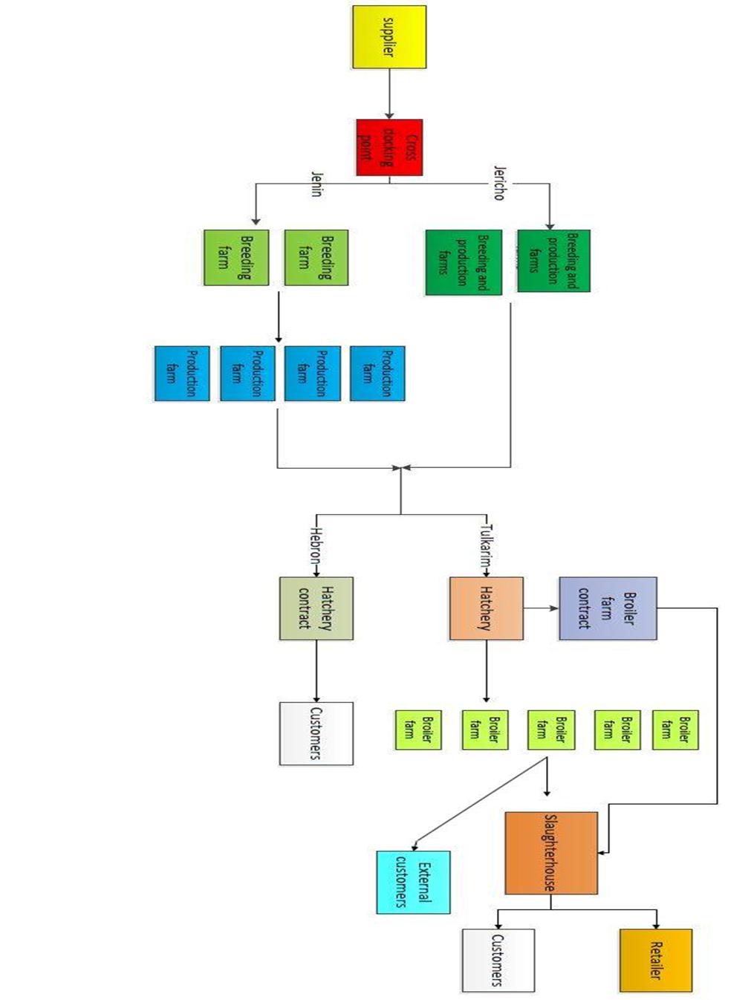 supplier
Cross
docking
point
Jericho
Jenin
Breeding and
production
farms
Breeding and
production
farms
Breeding
farm
Breeding
farm
Production
farm
Production
farm
Production
farm
Production
farm
Tulkarim
Hebron
Broiler
farm
contract
Hatchery
Hatchery
contract
Broiler
farm
Broiler
farm
Broiler
farm
Broiler
farm
Broiler
farm
Customers
Slaughterhouse
External
customers
Retailer
Customers